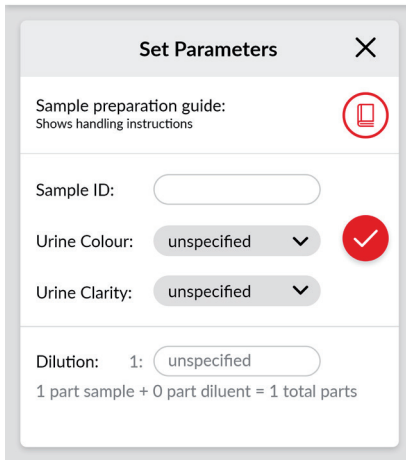 Set Parameters
Sample preparation guide:
Shows handling instructions
Sample ID:
Urine Colour: unspecified
Urine Clarity: unspecified
Dilution: 1: unspecified
1 part sample + 0 part diluent = 1 total parts